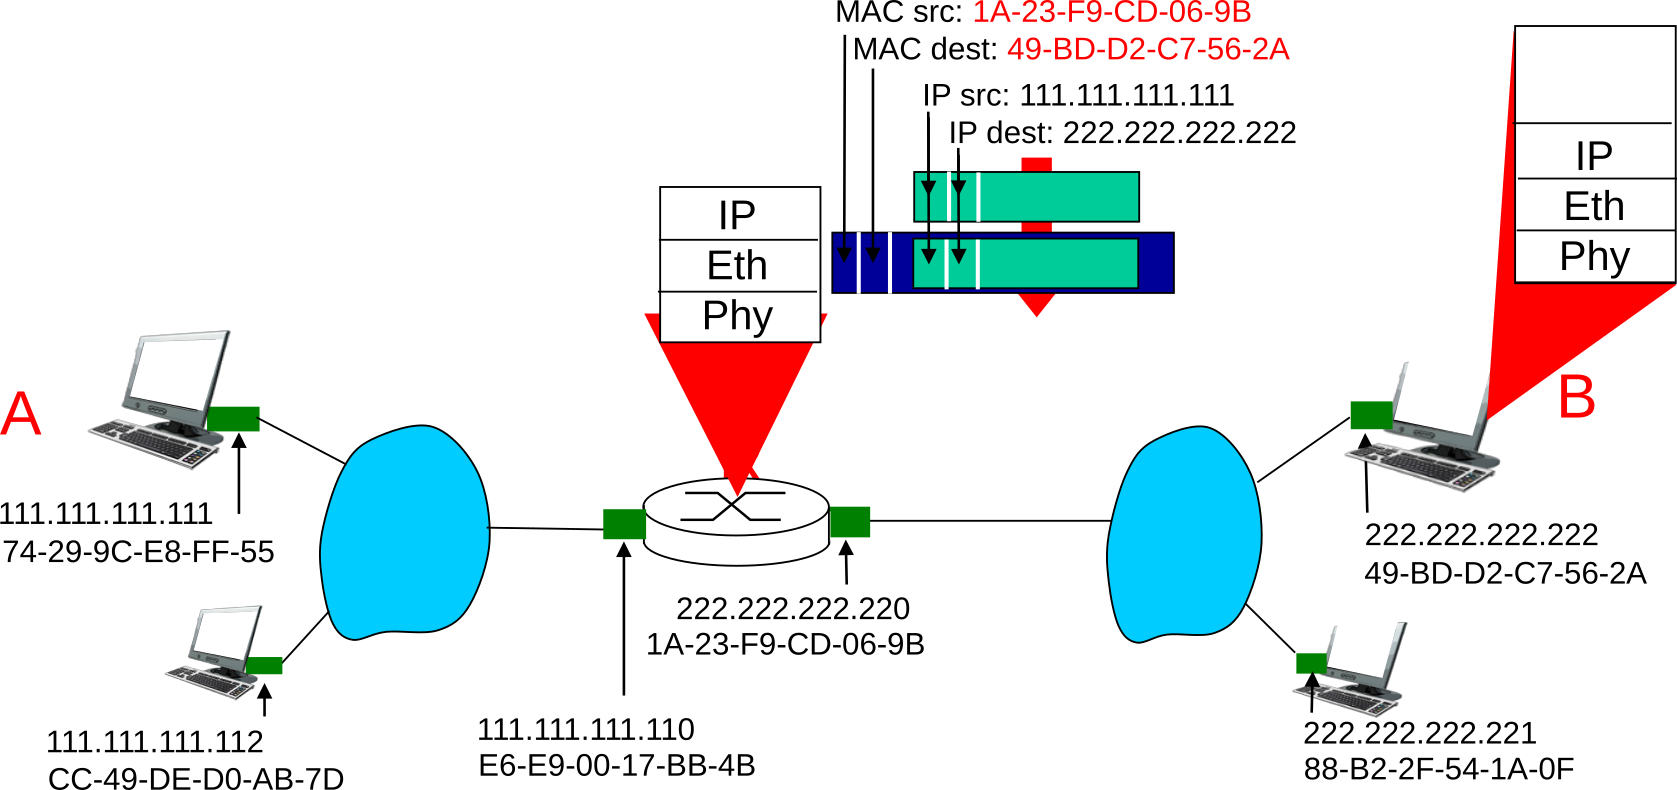 MAC src: 1A-23-F9-CD-06-9B
MAC dest: 49-BD-D2-C7-56-2A
IP src: 111.111.111.111
IP dest: 222.222.222.222
IP
Eth
Phy
IP
Eth
Phy
A
B
111.111.111.111
74-29-9C-E8-FF-55
222.222.222.222
49-BD-D2-C7-56-2A
222.222.222.220
1A-23-F9-CD-06-9B
111.111.111.112
CC-49-DE-D0-AB-7D
111.111.111.110
E6-E9-00-17-BB-4B
222.222.222.221
88-B2-2F-54-1A-0F